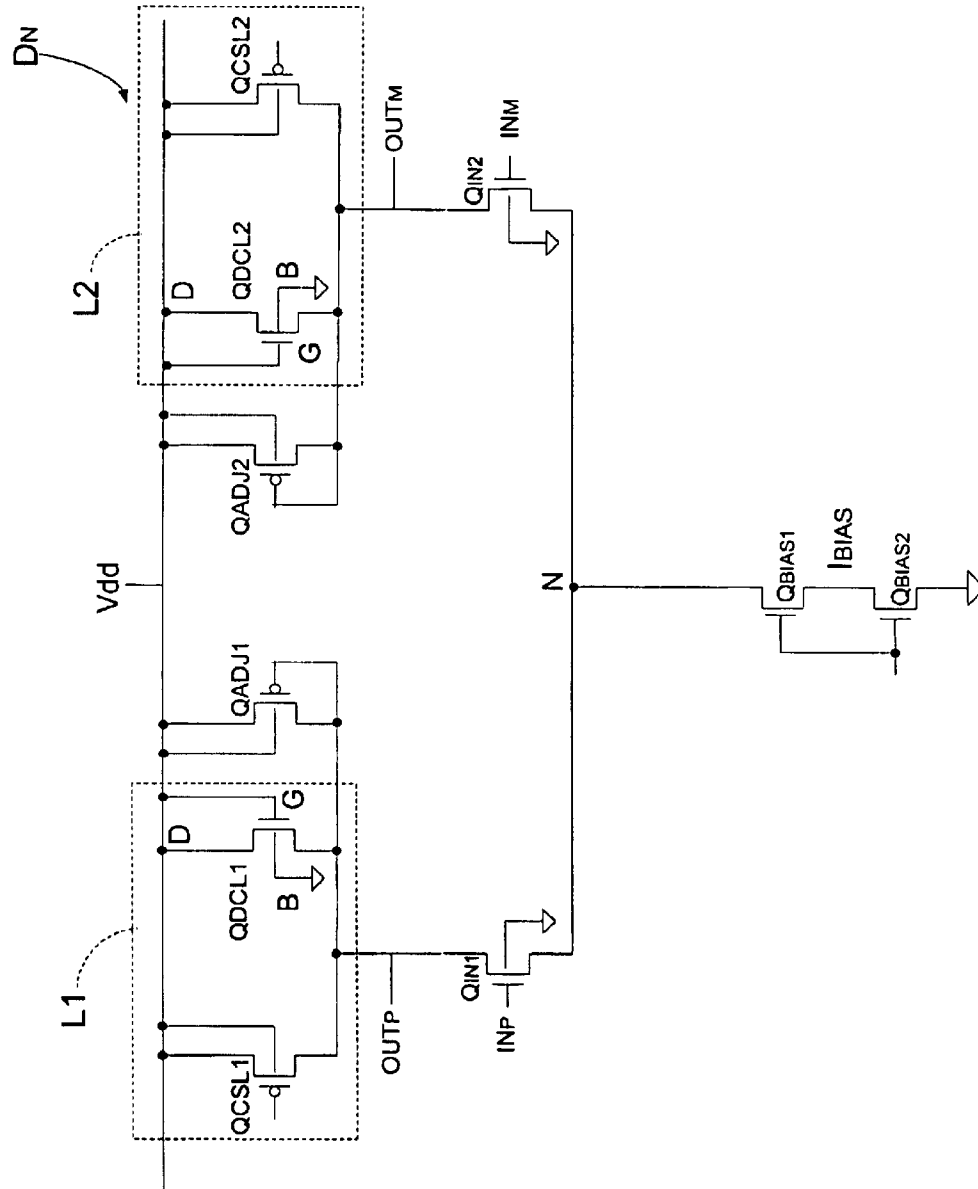 DN
L1
L2
Vdd
D
D
QCSL1
QDCL1
G
B
QADJ1
QADJ2
G
QDCL2
B
QCSL2
OUTP
OUTM
QIN1
INP
QIN2
INM
N
QBIAS1
IBIAS
QBIAS2